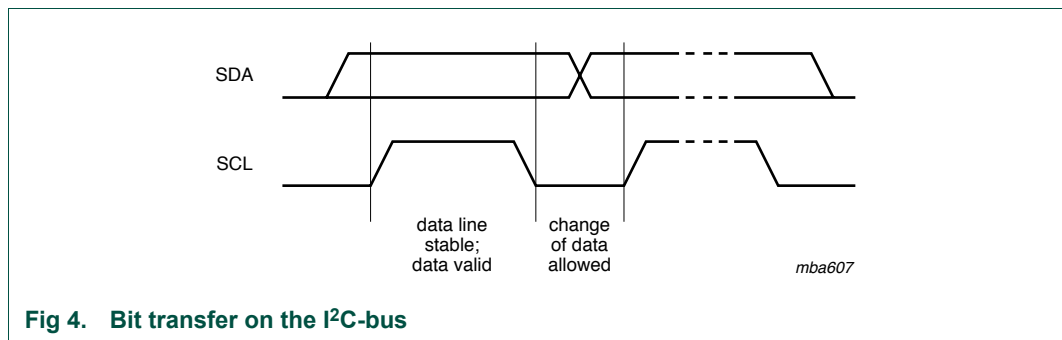 SDA
SCL
data line
stable;
data valid
change
of data
allowed
mba607
Fig 4. Bit transfer on the I²C-bus